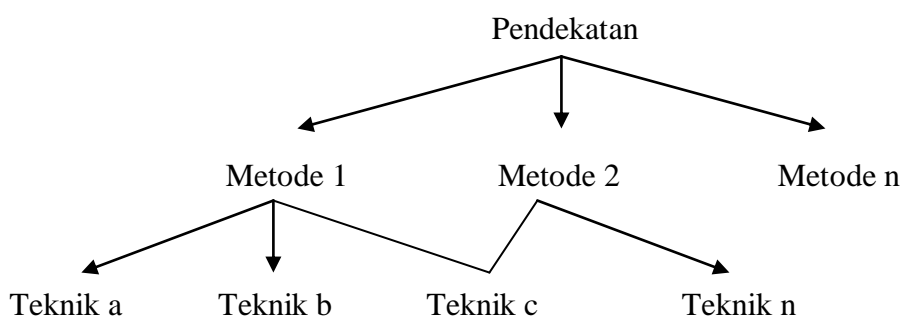 Pendekatan
Metode 1 Metode 2 Metode n
Teknik a Teknik b Teknik c Teknik n